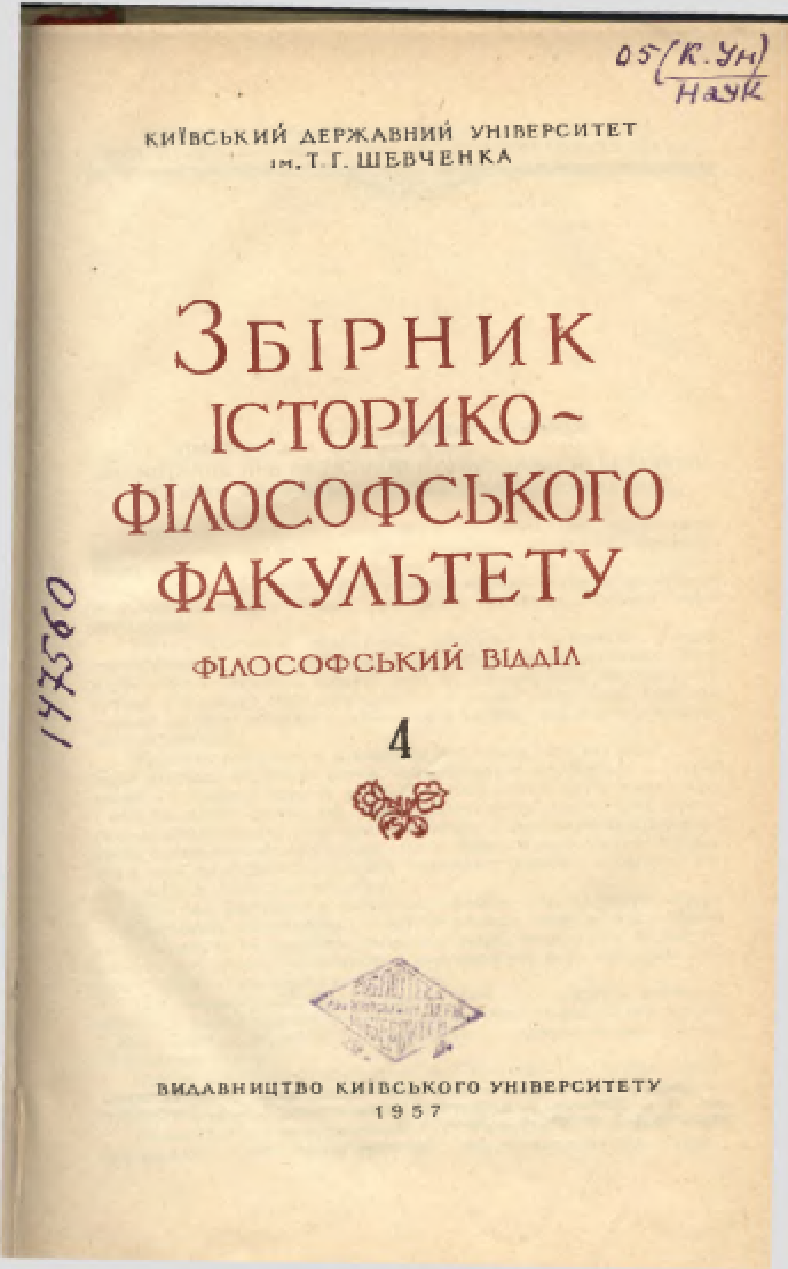 05(К.Ун)
Наук
КИЇВСЬКИЙ ДЕРЖАВНИЙ УНІВЕРСИТЕТ
ім. Т. Г. ШЕВЧЕНКА
ЗБІРНИК
ІСТОРИКО~
ФІЛОСОФСЬКОГО
ФАКУЛЬТЕТУ
ФІЛОСОФСЬКИЙ ВІДДІЛ
147560
4
БІБЛІОТЕКА
ВИДАВНИЦТВО КИЇВСЬКОГО УНІВЕРСИТЕТУ
1957